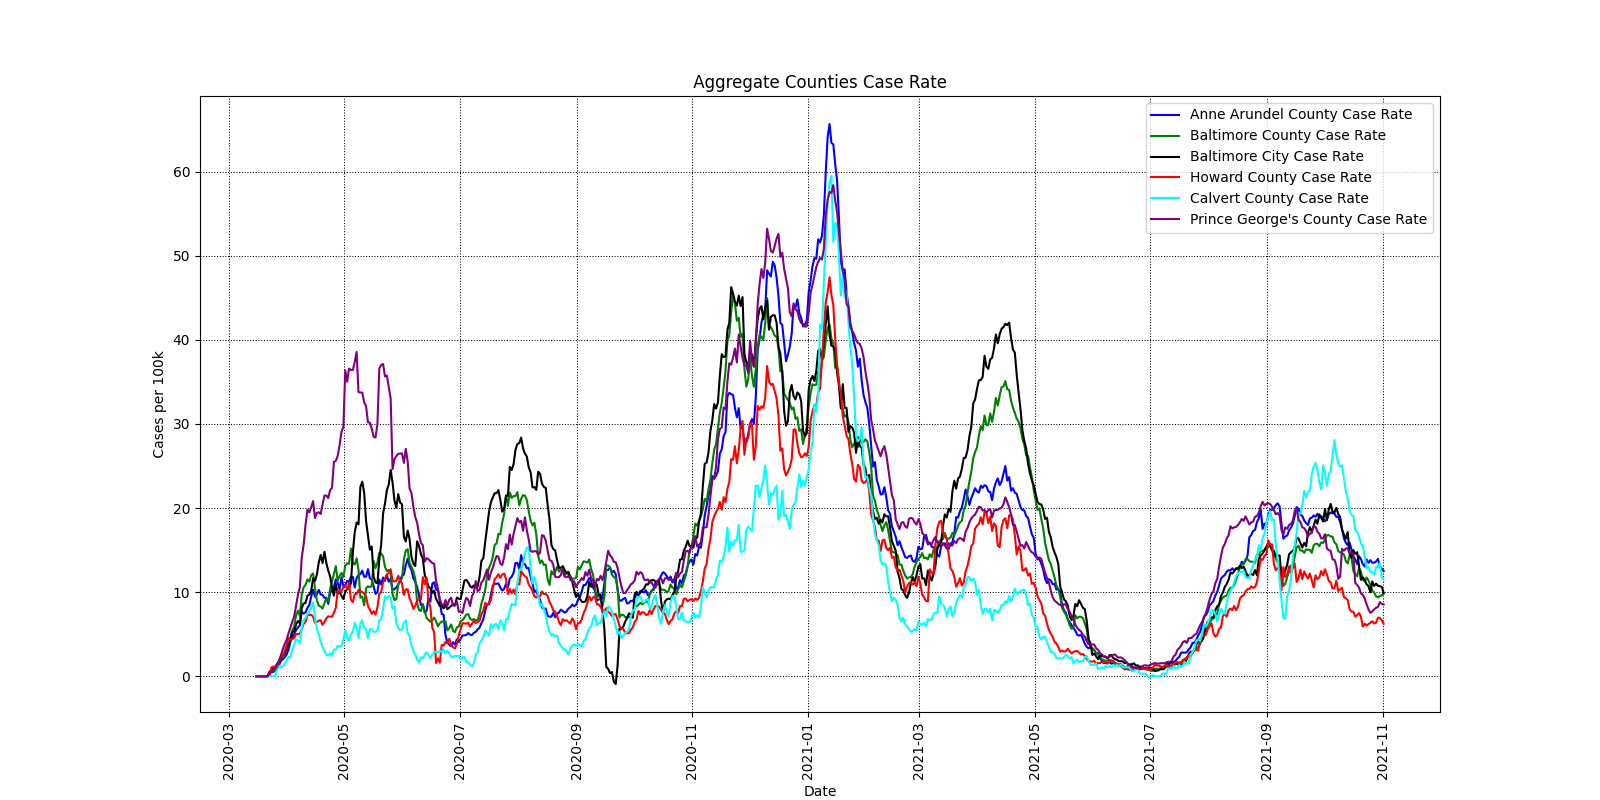 Aggregate Counties Case Rate
Anne Arundel County Case Rate
Baltimore County Case Rate
Baltimore City Case Rate
Howard County Case Rate
Calvert County Case Rate
Prince George's County Case Rate
Cases per 100k
60
50
40
30
20
10
0
2020-03
2020-05
2020-07
2020-09
2020-11
2021-01
2021-03
2021-05
2021-07
2021-09
2021-11
Date